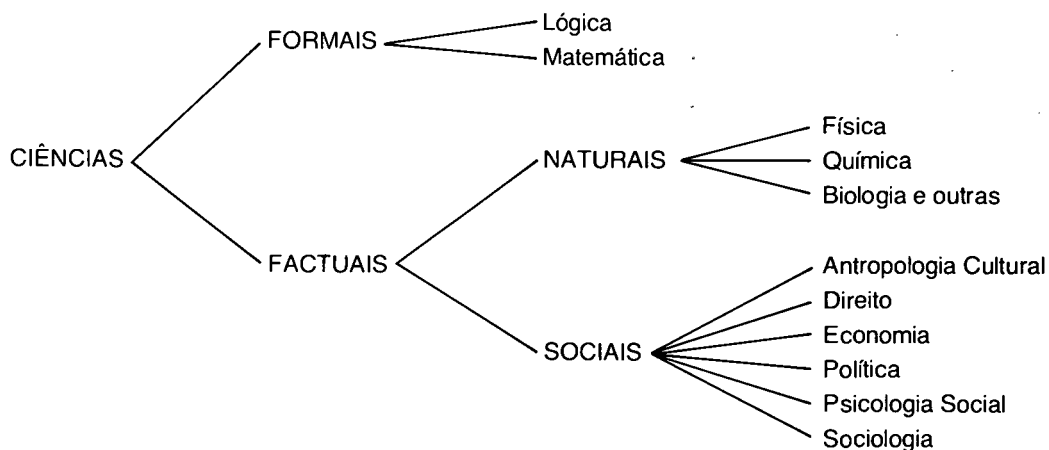 CIÊNCIAS
FORMAIS
Lógica
Matemática
FACTUAIS
NATURAIS
Física
Química
Biologia e outras
SOCIAIS
Antropologia Cultural
Direito
Economia
Política
Psicologia Social
Sociologia